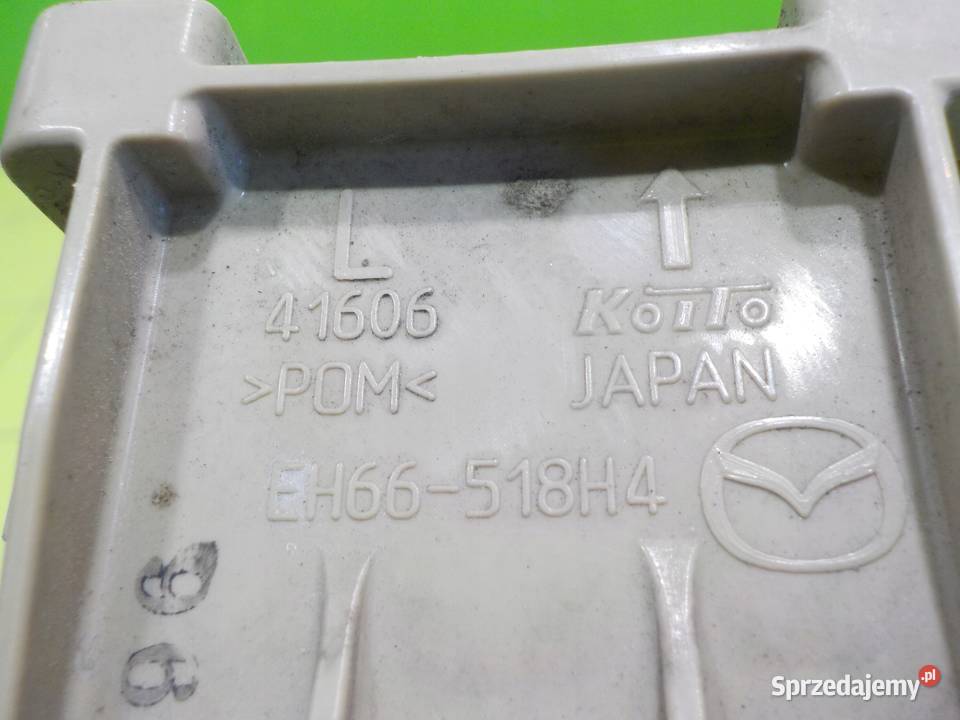 L
41606
>POM<
KOITO
JAPAN
EH66-518H4
Sprzedajemy.pl